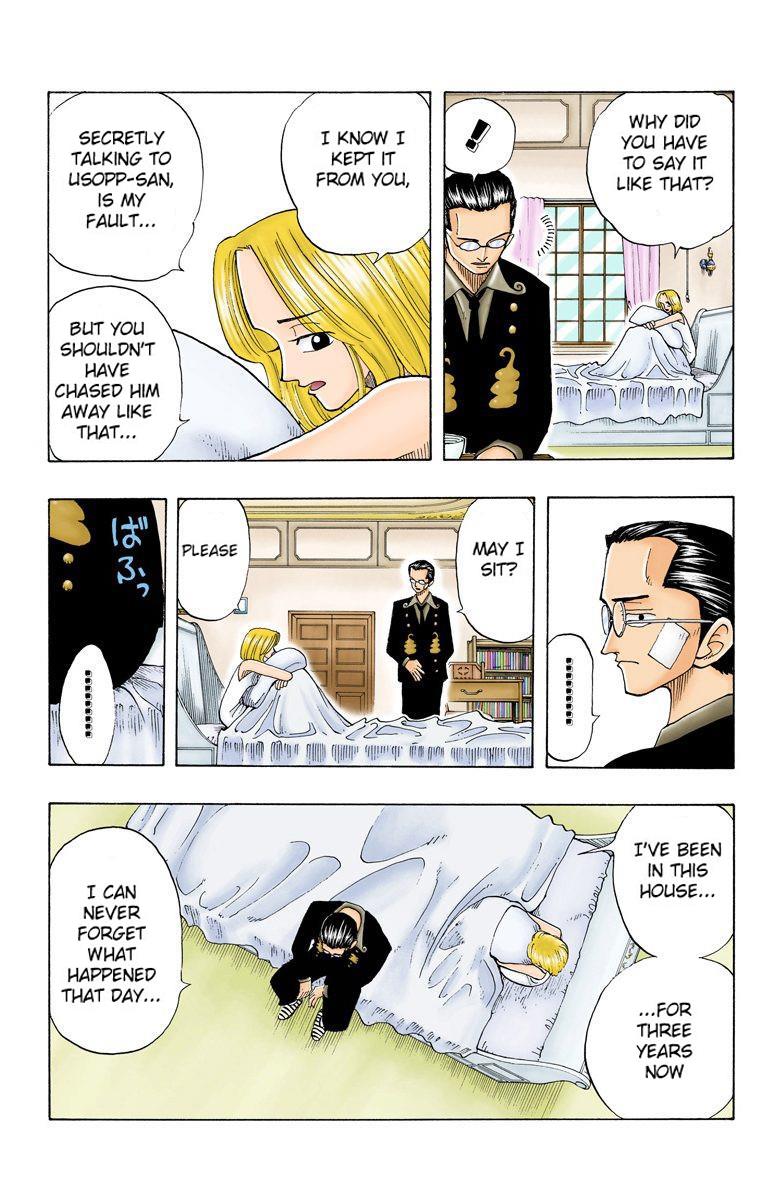 WHY DID
YOU HAVE
TO SAY IT
LIKE THAT?
!
I KNOW I
KEPT IT
FROM YOU,
SECRETLY
TALKING TO
USOPP-SAN,
IS MY
FAULT...
BUT YOU
SHOULDN'T
HAVE
CHASED HIM
AWAY LIKE
THAT...
..........
MAY I
SIT?
PLEASE
ばふっ
..........
I'VE BEEN
IN THIS
HOUSE...
...FOR
THREE
YEARS
NOW
I CAN
NEVER
FORGET
WHAT
HAPPENED
THAT DAY...